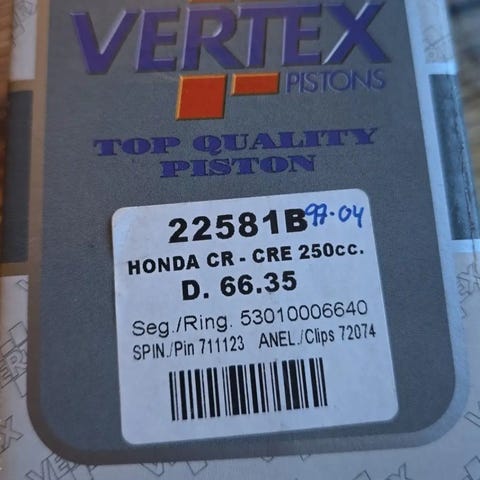 VERTEX
PISTONS
TOP QUALITY
PISTON
22581B 97-04
HONDA CR - CRE 250cc.
D. 66.35
Seg./Ring. 53010006640
SPIN./Pin 711123 ANEL./Clips 72074
VERTEX